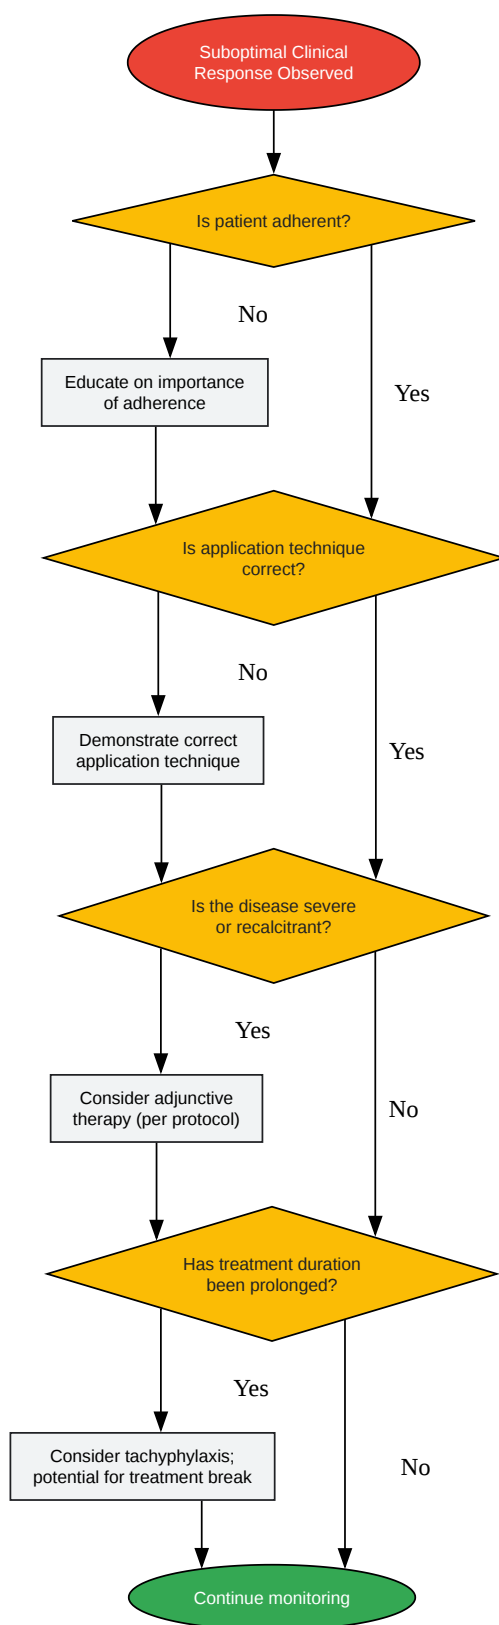 Suboptimal Clinical
Response Observed
Is patient adherent?
No
Educate on importance
of adherence
Yes
Is application technique
correct?
No
Demonstrate correct
application technique
Yes
Is the disease severe
or recalcitrant?
Yes
Consider adjunctive
therapy (per protocol)
No
Has treatment duration
been prolonged?
Yes
Consider tachyphylaxis;
potential for treatment break
No
Continue monitoring